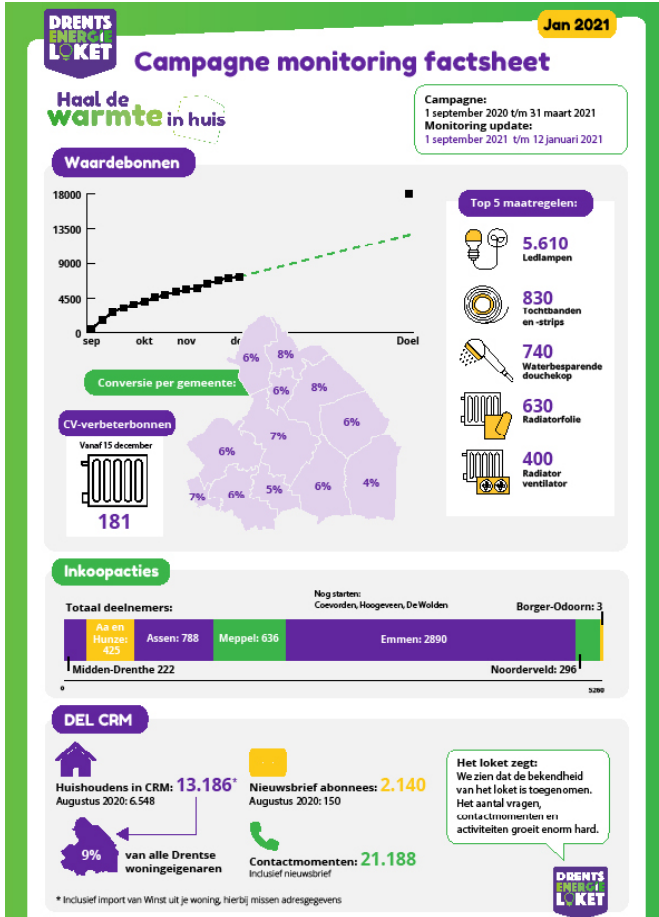 DRENTS
ENERGIE
LOKET
Jan 2021
Campagne monitoring factsheet
Haal de
warmte in huis
Campagne:
1 september 2020 t/m 31 maart 2021
Monitoring update:
1 september 2021 t/m 12 januari 2021
Waardebonnen
18000
13500
9000
4500
0
sep
okt
nov
Doel
Top 5 maatregelen:
5.610
Ledlampen
830
Tochtbanden
en -strips
740
Waterbesparende
douchekop
630
Radiatorfolie
400
Radiator
ventilator
Conversie per gemeente:
6%
8%
6%
8%
6%
7%
6%
7%
6%
5%
6%
4%
CV-verbeterbonnen
Vanaf 15 december
181
Inkoopacties
Totaal deelnemers:
Nog starten:
Coevorden, Hoogeveen, De Wolden
Borger-Odoorn: 3
Aa en
Hunze:
425
Assen: 788
Meppel: 636
Emmen: 2890
Midden-Drenthe 222
Noorderveld: 296
0
5260
DEL CRM
Huishoudens in CRM: 13.186*
Augustus 2020: 6.548
9%
van alle Drentse
woningeigenaren
Nieuwsbrief abonnees: 2.140
Augustus 2020: 150
Contactmomenten: 21.188
Inclusief nieuwsbrief
Het loket zegt:
We zien dat de bekendheid
van het loket is toegenomen.
Het aantal vragen,
contactmomenten en
activiteiten groeit enorm hard.
* Inclusief import van Winst uit je woning, hierbij missen adresgegevens
DRENTS
ENERGIE
LOKET